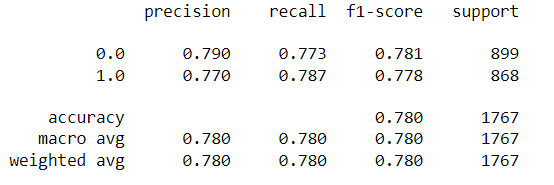 precision recall f1-score support
0.0 0.790 0.773 0.781 899
1.0 0.770 0.787 0.778 868
accuracy 0.780 1767
macro avg 0.780 0.780 0.780 1767
weighted avg 0.780 0.780 0.780 1767